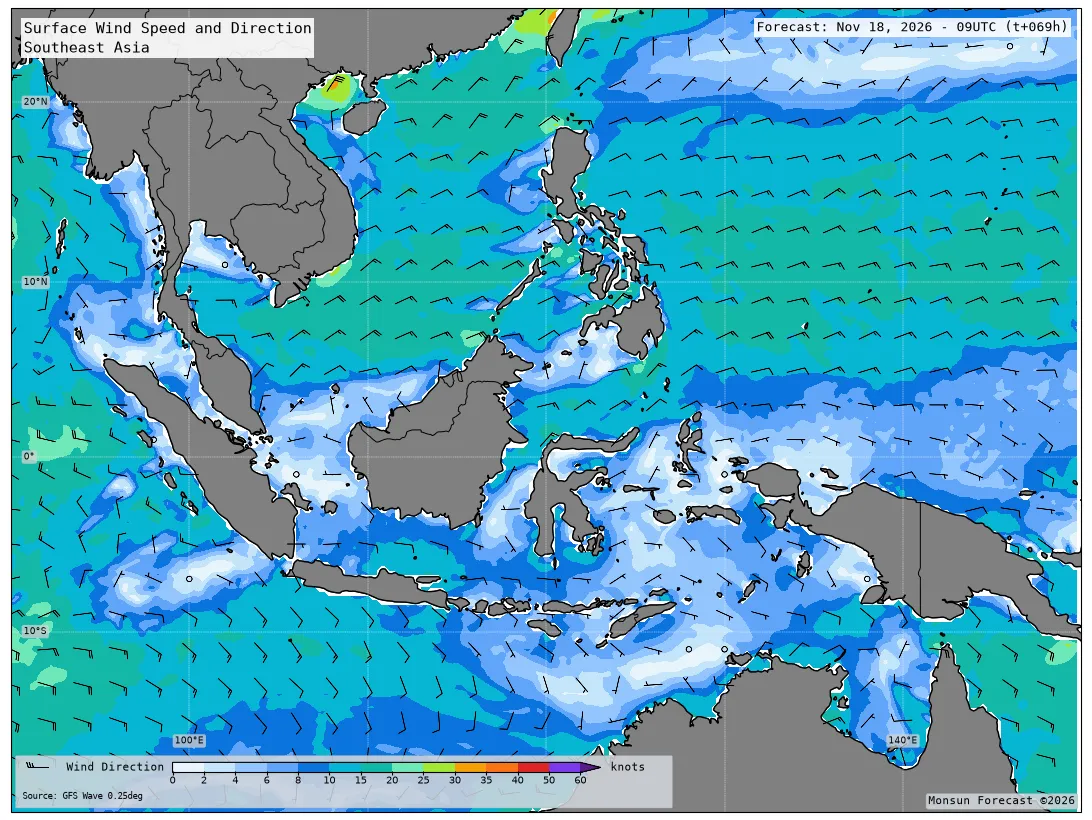 Surface Wind Speed and Direction
Southeast Asia
Forecast: Nov 18, 2026 - 09UTC (t+069h)
20°N
10°N
0°
10°S
100°E
140°E
Wind Direction
0 2 4 6 8 10 15 20 25 30 35 40 50 60
knots
Source: GFS Wave 0.25deg
Monsun Forecast ©2026